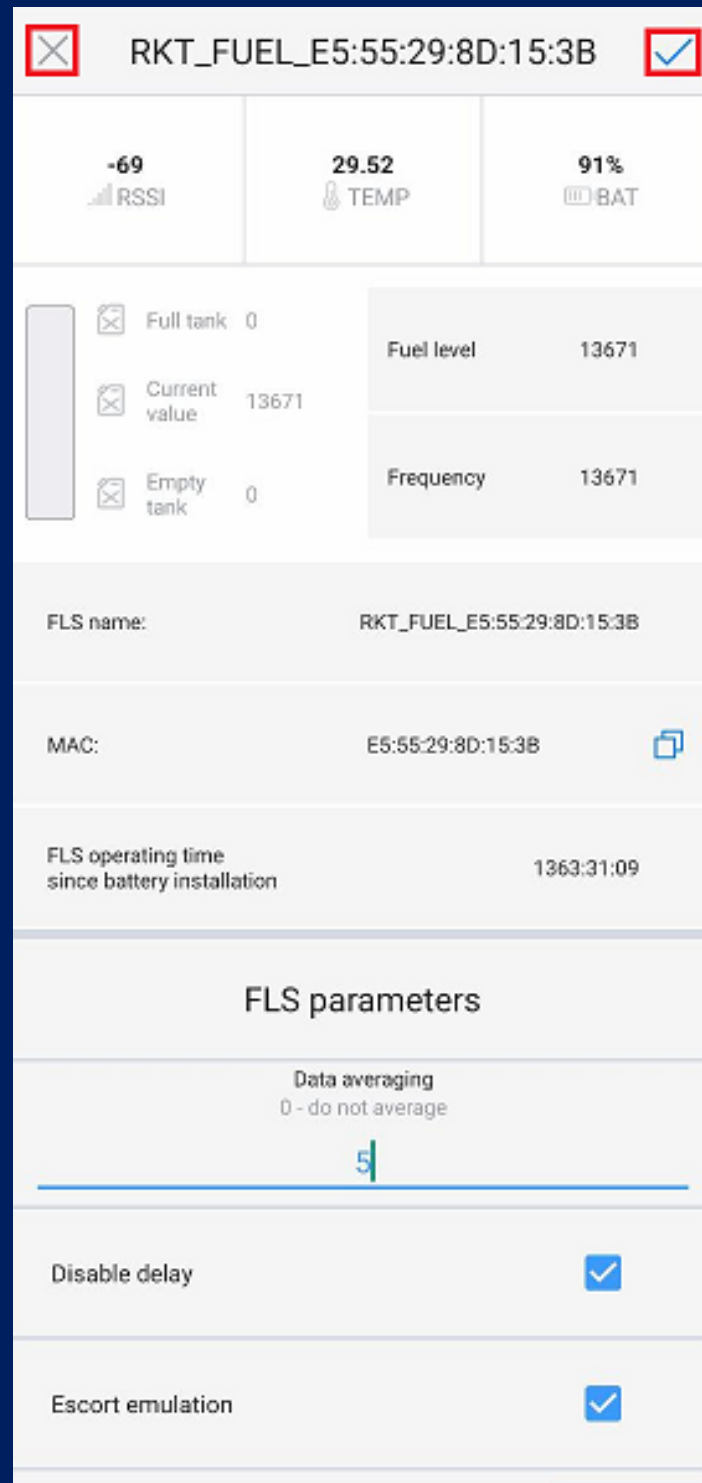 RKT_FUEL_E5:55:29:8D:15:3B
-69
RSSI
29.52
TEMP
91%
BAT
Full tank 0
Current
value
13671
Empty
tank
0
Fuel level 13671
Frequency 13671
FLS name: RKT_FUEL_E5:55:29:8D:15:3B
MAC: E5:55:29:8D:15:3B
FLS operating time
since battery installation
1363:31:09
FLS parameters
Data averaging
0 - do not average
5
Disable delay
Escort emulation